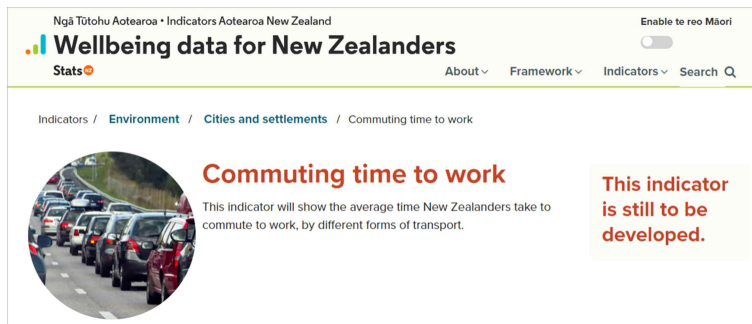 Ngā Tūtohu Aotearoa • Indicators Aotearoa New Zealand
Enable te reo Māori
Wellbeing data for New Zealanders
Stats NZ
About Framework Indicators Search
Indicators / Environment / Cities and settlements / Commuting time to work
Commuting time to work
This indicator will show the average time New Zealanders take to
commute to work, by different forms of transport.
This indicator
is still to be
developed.